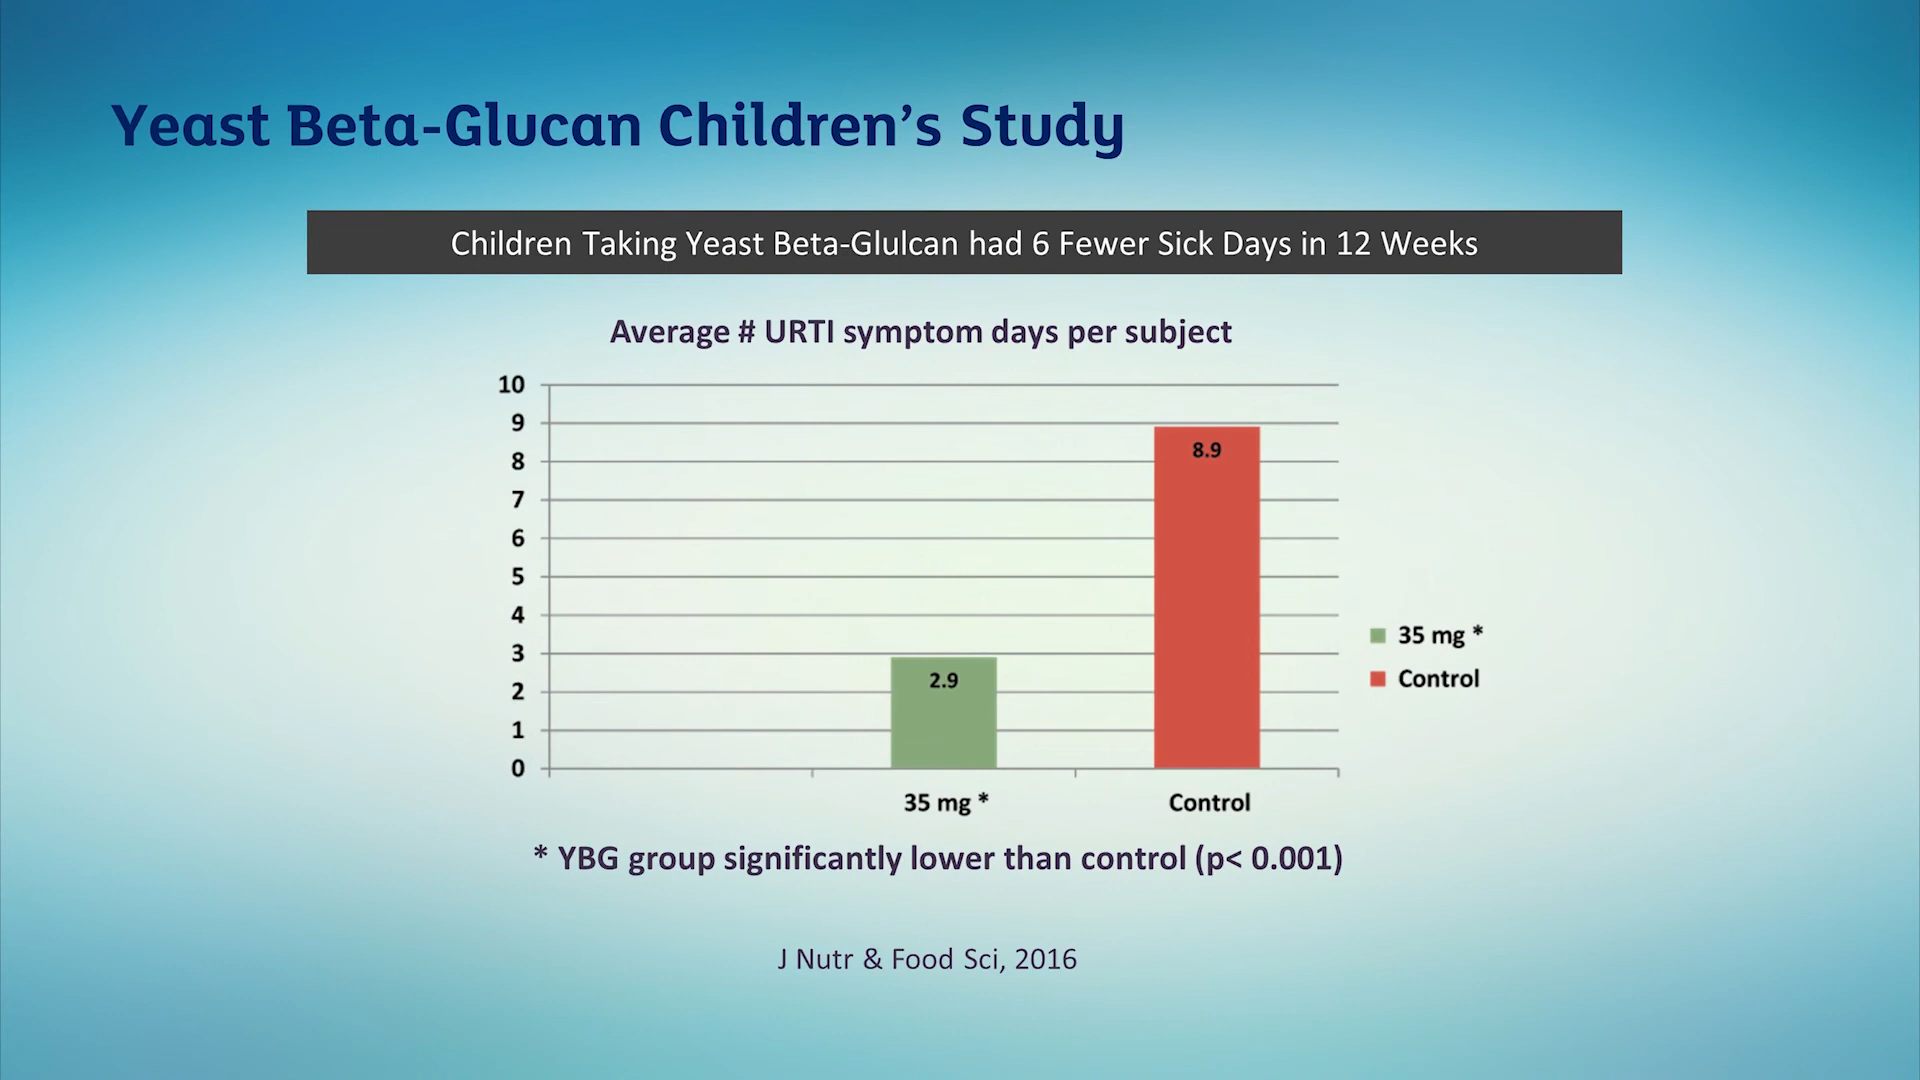 Yeast Beta-Glucan Children’s Study
Children Taking Yeast Beta-Glulcan had 6 Fewer Sick Days in 12 Weeks
Average # URTI symptom days per subject
10
9
8
7
6
5
4
3
2
1
0
2.9
8.9
35 mg *
Control
35 mg *
Control
* YBG group significantly lower than control (p< 0.001)
J Nutr & Food Sci, 2016